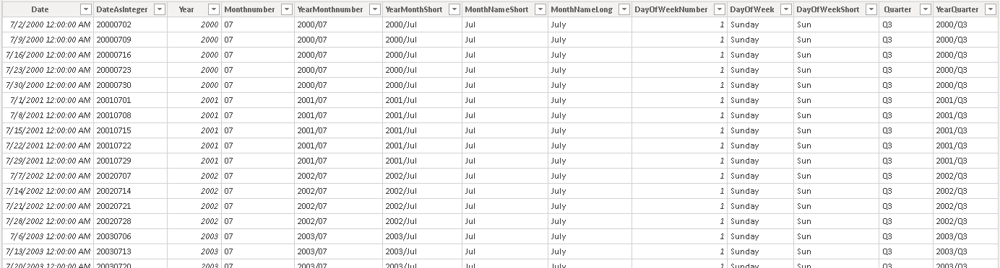 Date DateAsInteger Year Monthnumber YearMonthnumber YearMonthShort MonthNameShort MonthNameLong DayOfWeekNumber DayOfWeek DayOfWeekShort Quarter YearQuarter
7/2/2000 12:00:00 AM 20000702 2000 07 2000/07 2000/Jul Jul July 1 Sunday Sun Q3 2000/Q3
7/9/2000 12:00:00 AM 20000709 2000 07 2000/07 2000/Jul Jul July 1 Sunday Sun Q3 2000/Q3
7/16/2000 12:00:00 AM 20000716 2000 07 2000/07 2000/Jul Jul July 1 Sunday Sun Q3 2000/Q3
7/23/2000 12:00:00 AM 20000723 2000 07 2000/07 2000/Jul Jul July 1 Sunday Sun Q3 2000/Q3
7/30/2000 12:00:00 AM 20000730 2000 07 2000/07 2000/Jul Jul July 1 Sunday Sun Q3 2000/Q3
7/1/2001 12:00:00 AM 20010701 2001 07 2001/07 2001/Jul Jul July 1 Sunday Sun Q3 2001/Q3
7/8/2001 12:00:00 AM 20010708 2001 07 2001/07 2001/Jul Jul July 1 Sunday Sun Q3 2001/Q3
7/15/2001 12:00:00 AM 20010715 2001 07 2001/07 2001/Jul Jul July 1 Sunday Sun Q3 2001/Q3
7/22/2001 12:00:00 AM 20010722 2001 07 2001/07 2001/Jul Jul July 1 Sunday Sun Q3 2001/Q3
7/29/2001 12:00:00 AM 20010729 2001 07 2001/07 2001/Jul Jul July 1 Sunday Sun Q3 2001/Q3
7/7/2002 12:00:00 AM 20020707 2002 07 2002/07 2002/Jul Jul July 1 Sunday Sun Q3 2002/Q3
7/14/2002 12:00:00 AM 20020714 2002 07 2002/07 2002/Jul Jul July 1 Sunday Sun Q3 2002/Q3
7/21/2002 12:00:00 AM 20020721 2002 07 2002/07 2002/Jul Jul July 1 Sunday Sun Q3 2002/Q3
7/28/2002 12:00:00 AM 20020728 2002 07 2002/07 2002/Jul Jul July 1 Sunday Sun Q3 2002/Q3
7/6/2003 12:00:00 AM 20030706 2003 07 2003/07 2003/Jul Jul July 1 Sunday Sun Q3 2003/Q3
7/13/2003 12:00:00 AM 20030713 2003 07 2003/07 2003/Jul Jul July 1 Sunday Sun Q3 2003/Q3
7/20/2003 12:00:00 AM 20030720 2003 07 2003/07 2003/Jul Jul July 1 Sunday Sun Q3 2003/Q3